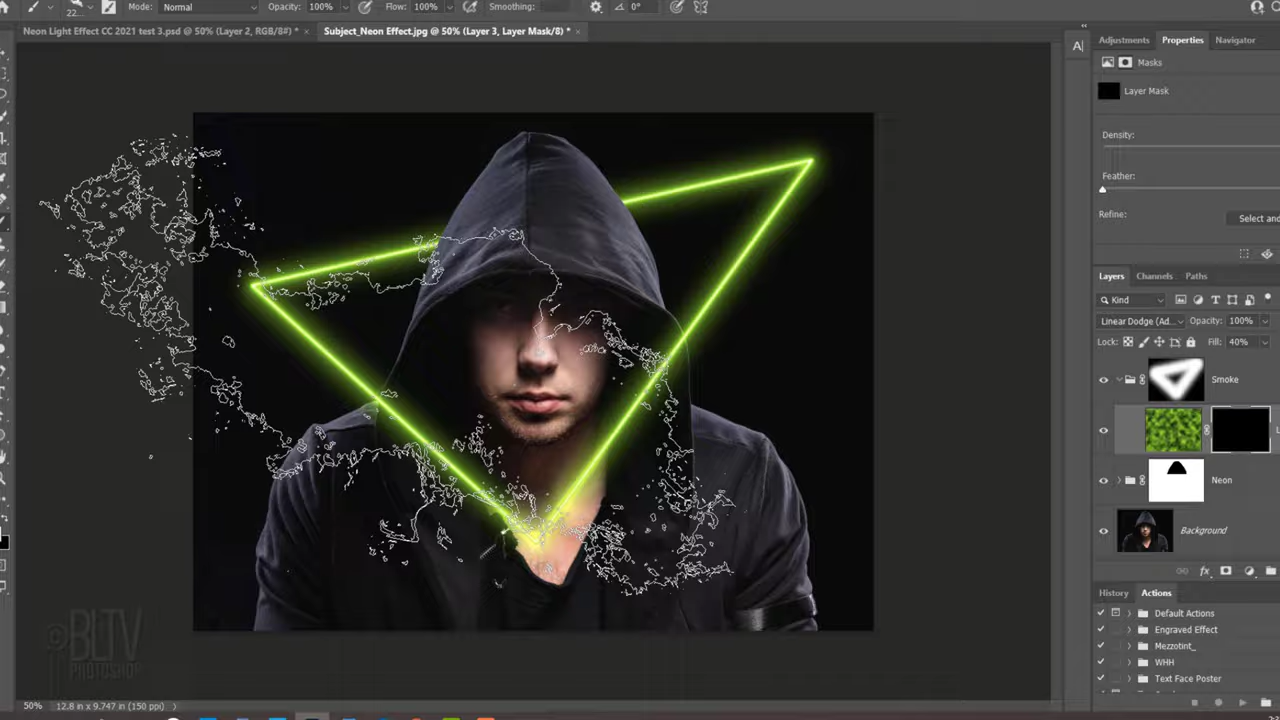 22... Mode: Normal Opacity: 100% Flow: 100% Smoothing: 0°
Neon Light Effect CC 2021 test 3.psd @ 50% (Layer 2, RGB/8#) * × Subject_Neon Effect.jpg @ 50% (Layer 3, Layer Mask/8) * ×
A|
Adjustments Properties Navigator
Masks
Layer Mask
Density:
Feather:
Refine: Select and
Layers Channels Paths
Kind
Linear Dodge (Ad... Opacity: 100%
Lock: Fill: 40%
Smoke
L
Neon
Background
fx
History Actions
Default Actions
Engraved Effect
Mezzotint_
WHH
Text Face Poster
©BLTV
PHOTOSHOP
50% 12.8 in x 9.747 in (150 ppi)